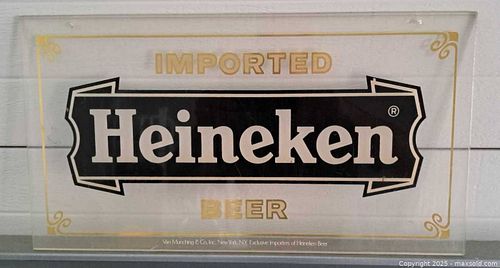 IMPORTED
Heineken®
BEER
Van Munching & Co, Inc. New York, N.Y. Exclusive Importers of Heineken Beer
Copyright 2025 - maxsold.com